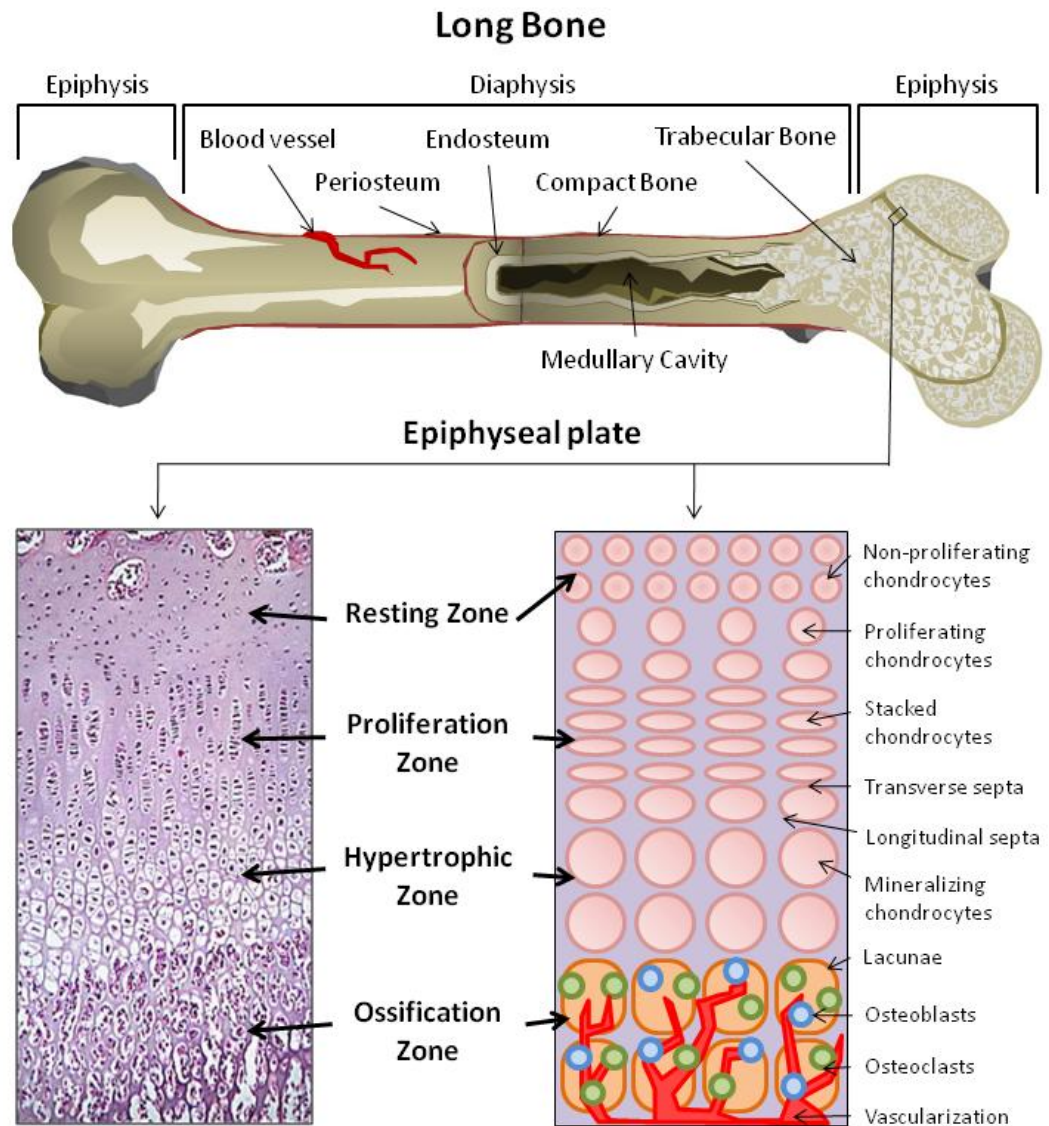 Long Bone
Epiphysis
Diaphysis
Epiphysis
Blood vessel
Endosteum
Trabecular Bone
Periosteum
Compact Bone
Medullary Cavity
Epiphyseal plate
Resting Zone
Proliferation
Zone
Hypertrophic
Zone
Ossification
Zone
Non-proliferating
chondrocytes
Proliferating
chondrocytes
Stacked
chondrocytes
Transverse septa
Longitudinal septa
Mineralizing
chondrocytes
Lacunae
Osteoblasts
Osteoclasts
Vascularization